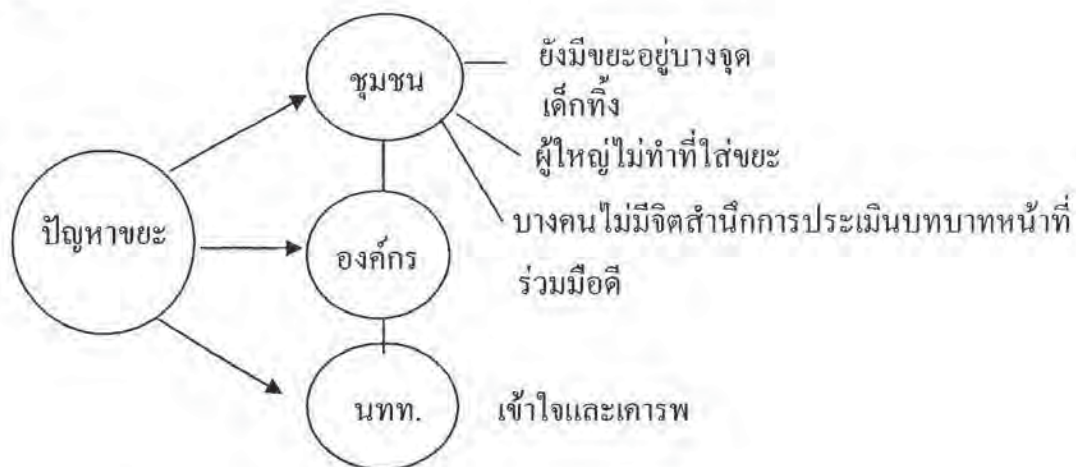 ยังมีขยะอยู่บางจุด
ชุมชน
เด็กทิ้ง
ผู้ใหญ่ไม่ทำที่ใส่ขยะ
ปัญหาขยะ
บางคนไม่มีจิตสำนึกการประเมินบทบาทหน้าที่
องค์กร
ร่วมมือดี
นทท.
เข้าใจและเคารพ